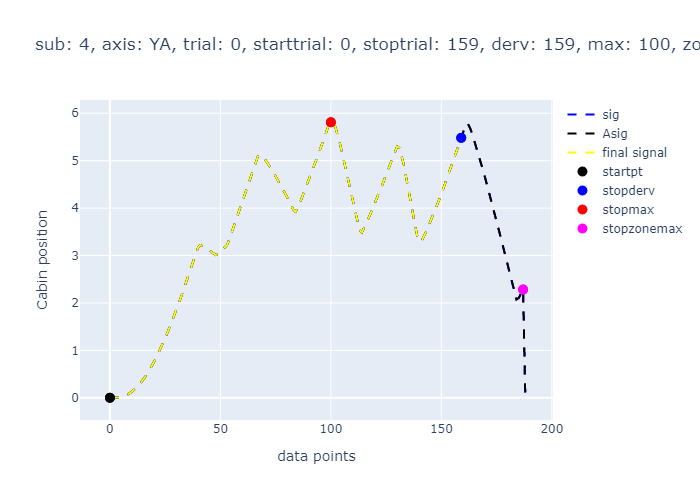 sub: 4, axis: YA, trial: 0, starttrial: 0, stoptrial: 159, derv: 159, max: 100, zo
6
5
4
3
2
1
0
Cabin position
0
50
100
150
200
data points
sig
Asig
final signal
startpt
stopderv
stopmax
stopzonemax